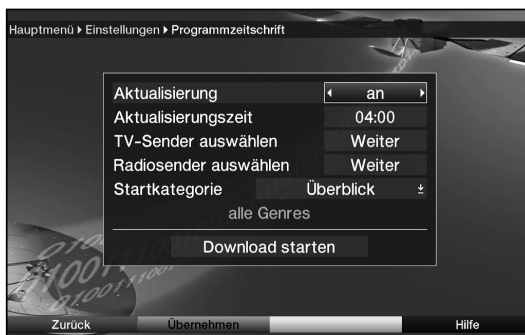 Hauptmenü ▸ Einstellungen ▸ Programmzeitschrift
Aktualisierung an
Aktualisierungszeit 04:00
TV-Sender auswählen Weiter
Radiosender auswählen Weiter
Startkategorie Überblick
alle Genres
Download starten
Zurück Übernehmen Hilfe